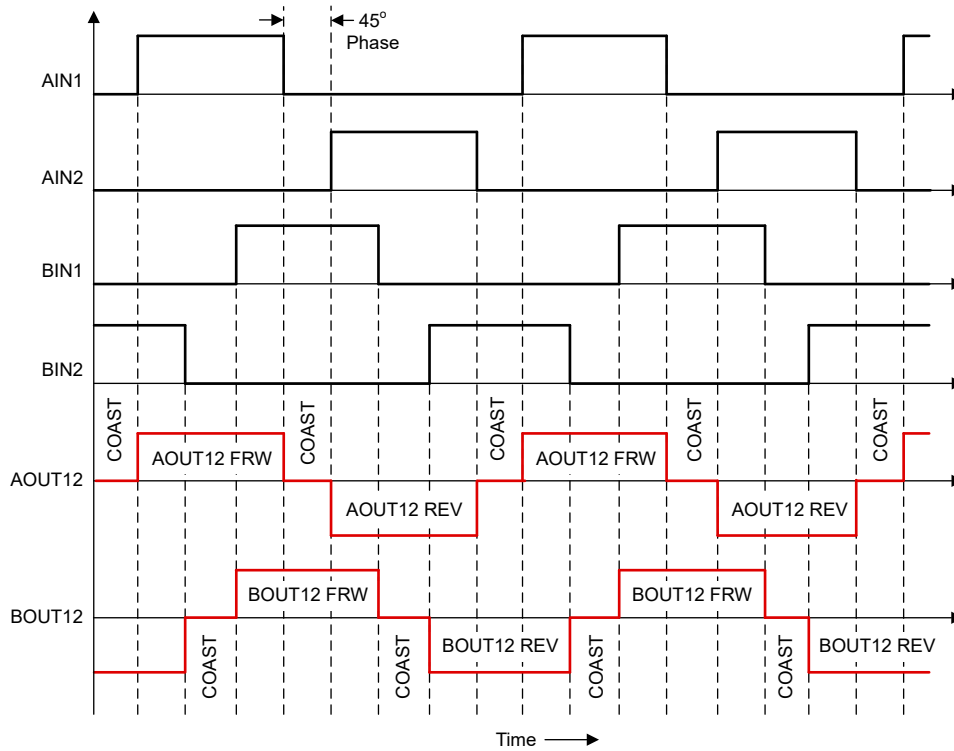 45o
Phase
AIN1
AIN2
BIN1
BIN2
COAST
COAST
COAST
COAST
COAST
AOUT12 FRW
AOUT12 FRW
AOUT12
AOUT12 REV
AOUT12 REV
BOUT12 FRW
BOUT12 FRW
BOUT12
COAST
COAST
COAST
COAST
BOUT12 REV
BOUT12 REV
Time